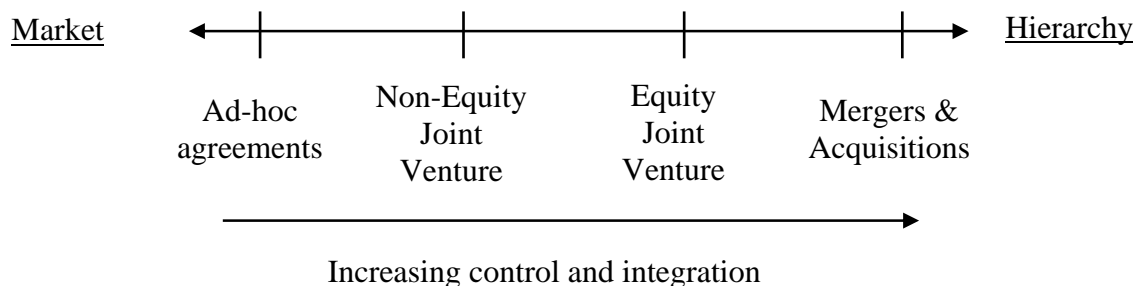 Market
Hierarchy
Ad-hoc
agreements
Non-Equity
Joint
Venture
Equity
Joint
Venture
Mergers &
Acquisitions
Increasing control and integration